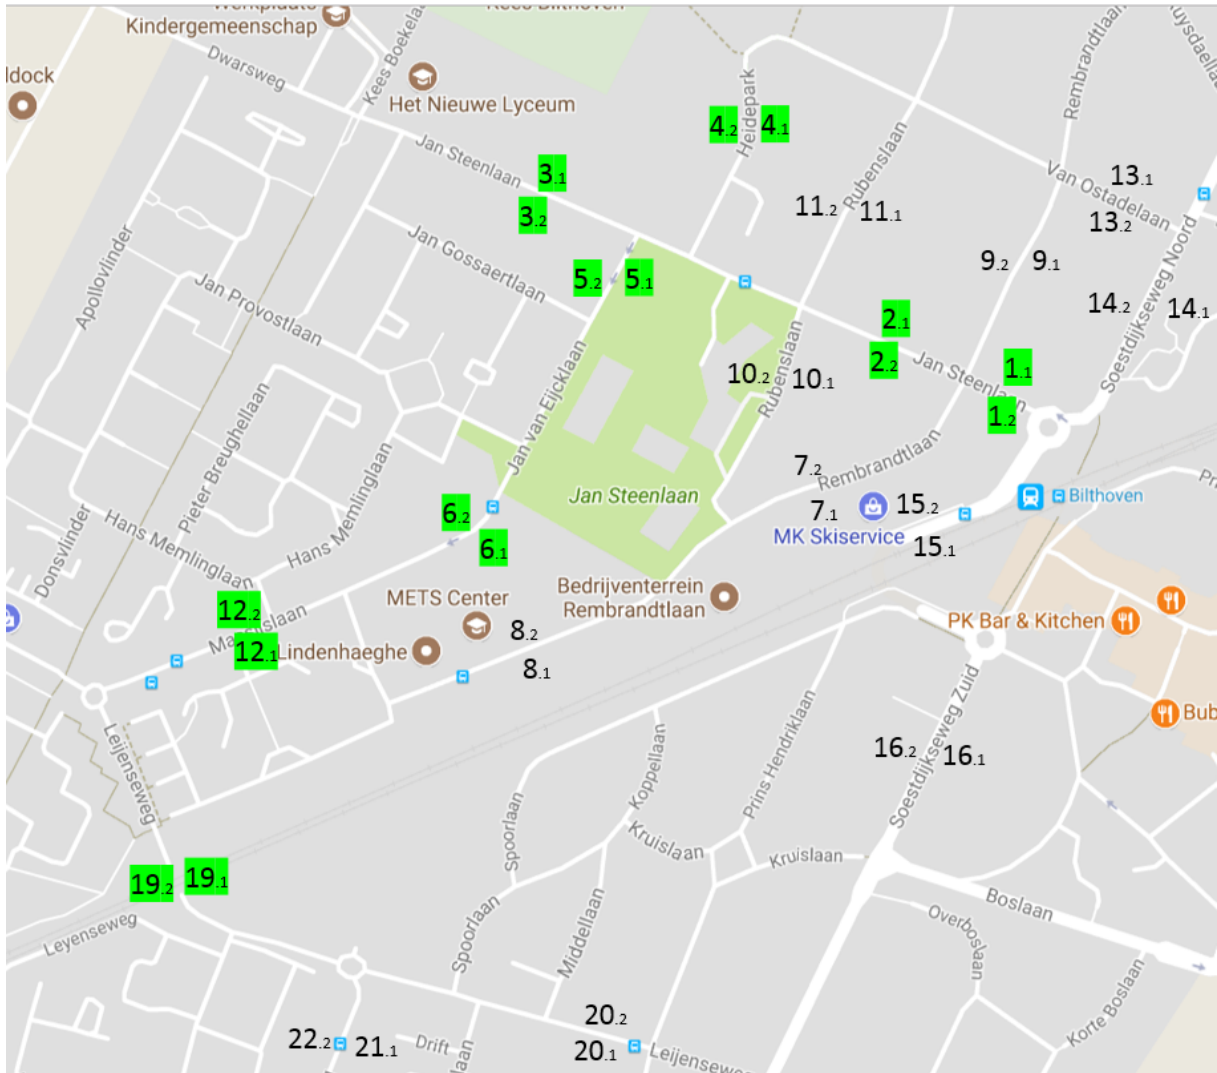 Werkplaats
Kindergemeenschap
Kees Boekelaan
Kees Bilthoven
Dwarsweg
Het Nieuwe Lyceum
ldock
Jan Steenlaan
3.1
3.2
4.2
4.1
Heidepark
Rubenslaan
11.2
11.1
Rembrandtlaan
Van Ostadelaan
13.1
13.2
9.2
9.1
14.2
14.1
Soestdijkseweg Noord
Apollovlinder
Jan Gossaertlaan
Jan Provostlaan
5.2
5.1
2.1
2.2
Jan Steenlaan
1.1
1.2
10.2
10.1
Rubenslaan
Jan van Eijcklaan
Pieter Breughellaan
Hans Memlinglaan
Hans Memlinglaan
Donsvlinder
Jan Steenlaan
7.2
7.1
Rembrandtlaan
MK Skiservice
15.2
15.1
Bilthoven
Pri
6.2
6.1
METS Center
Bedrijventerrein
Rembrandtlaan
PK Bar & Kitchen
12.2
12.1
Lindenhaeghe
8.2
8.1
Bub
Leijenseweg
16.2
16.1
Soestdijkseweg Zuid
Prins Hendriklaan
Koppellaan
Spoorlaan
Kruislaan
Kruislaan
19.2
19.1
Leyenseweg
Spoorlaan
Middellaan
Boslaan
Overboslaan
Korte Boslaan
22.2
21.1
Drift
laan
20.2
20.1
Leijenseweg